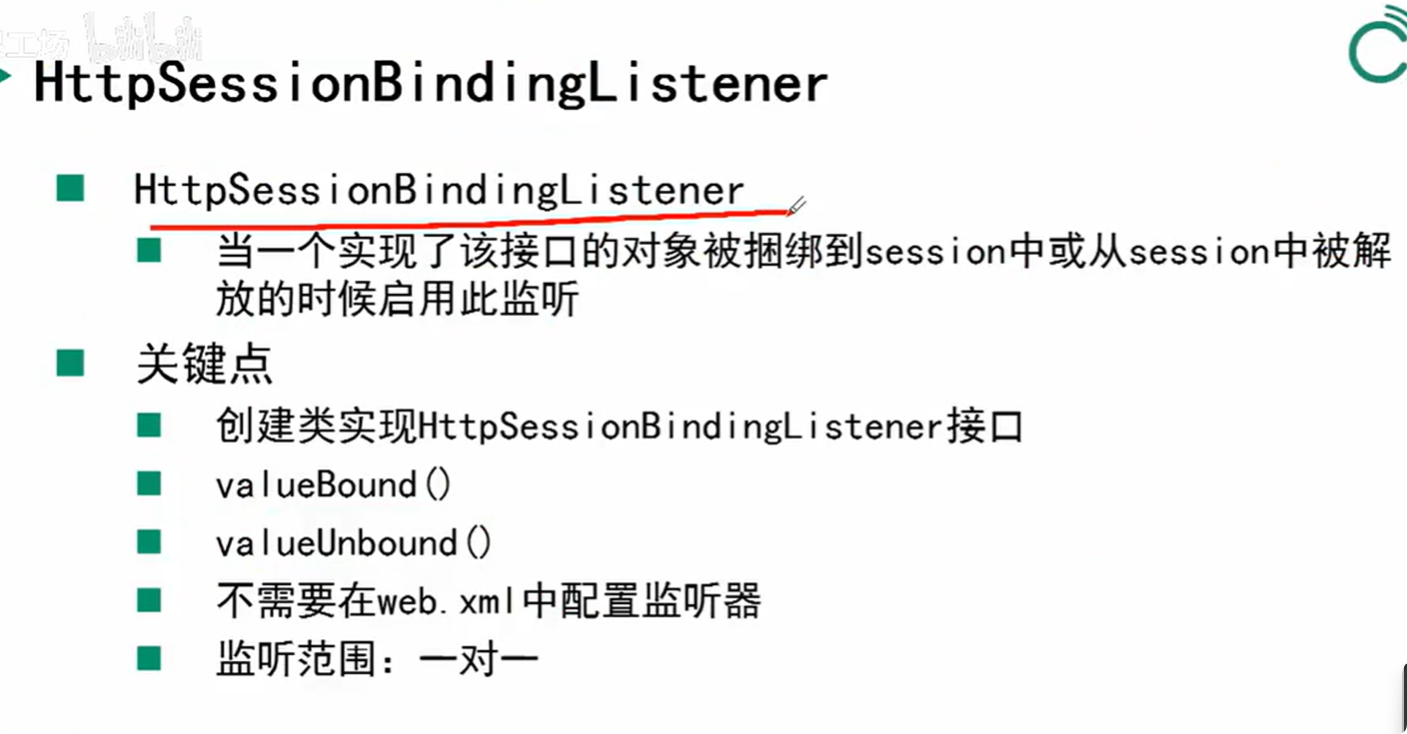 工场 bilibili
HttpSessionBindingListener
HttpSessionBindingListener
当一个实现了该接口的对象被捆绑到session中或从session中被解
放的时候启用此监听
关键点
创建类实现HttpSessionBindingListener接口
valueBound()
valueUnbound()
不需要在web.xml中配置监听器
监听范围：一对一